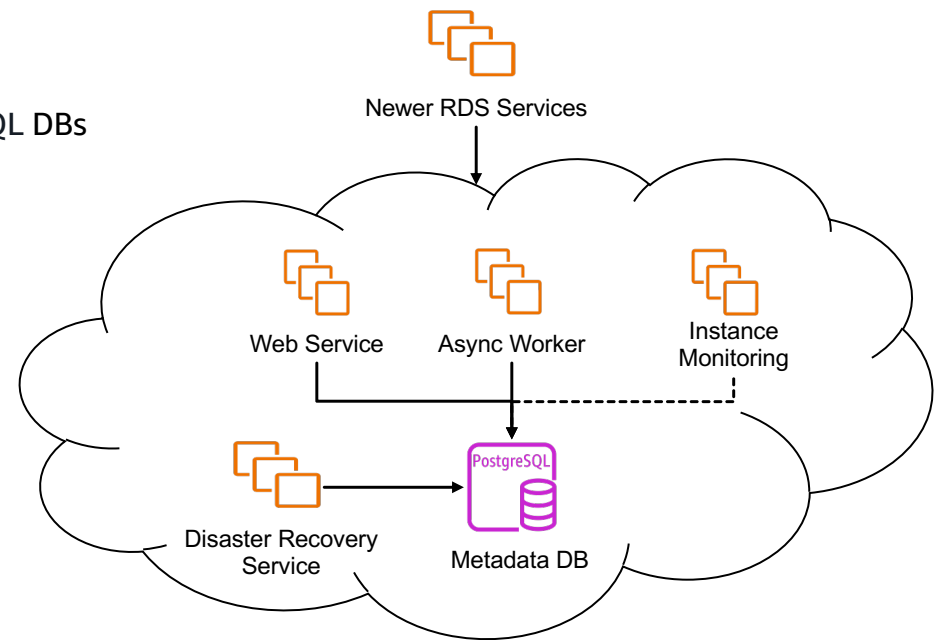 Newer RDS Services
QL DBs
Web Service
Async Worker
Instance
Monitoring
PostgreSQL
Disaster Recovery
Service
Metadata DB